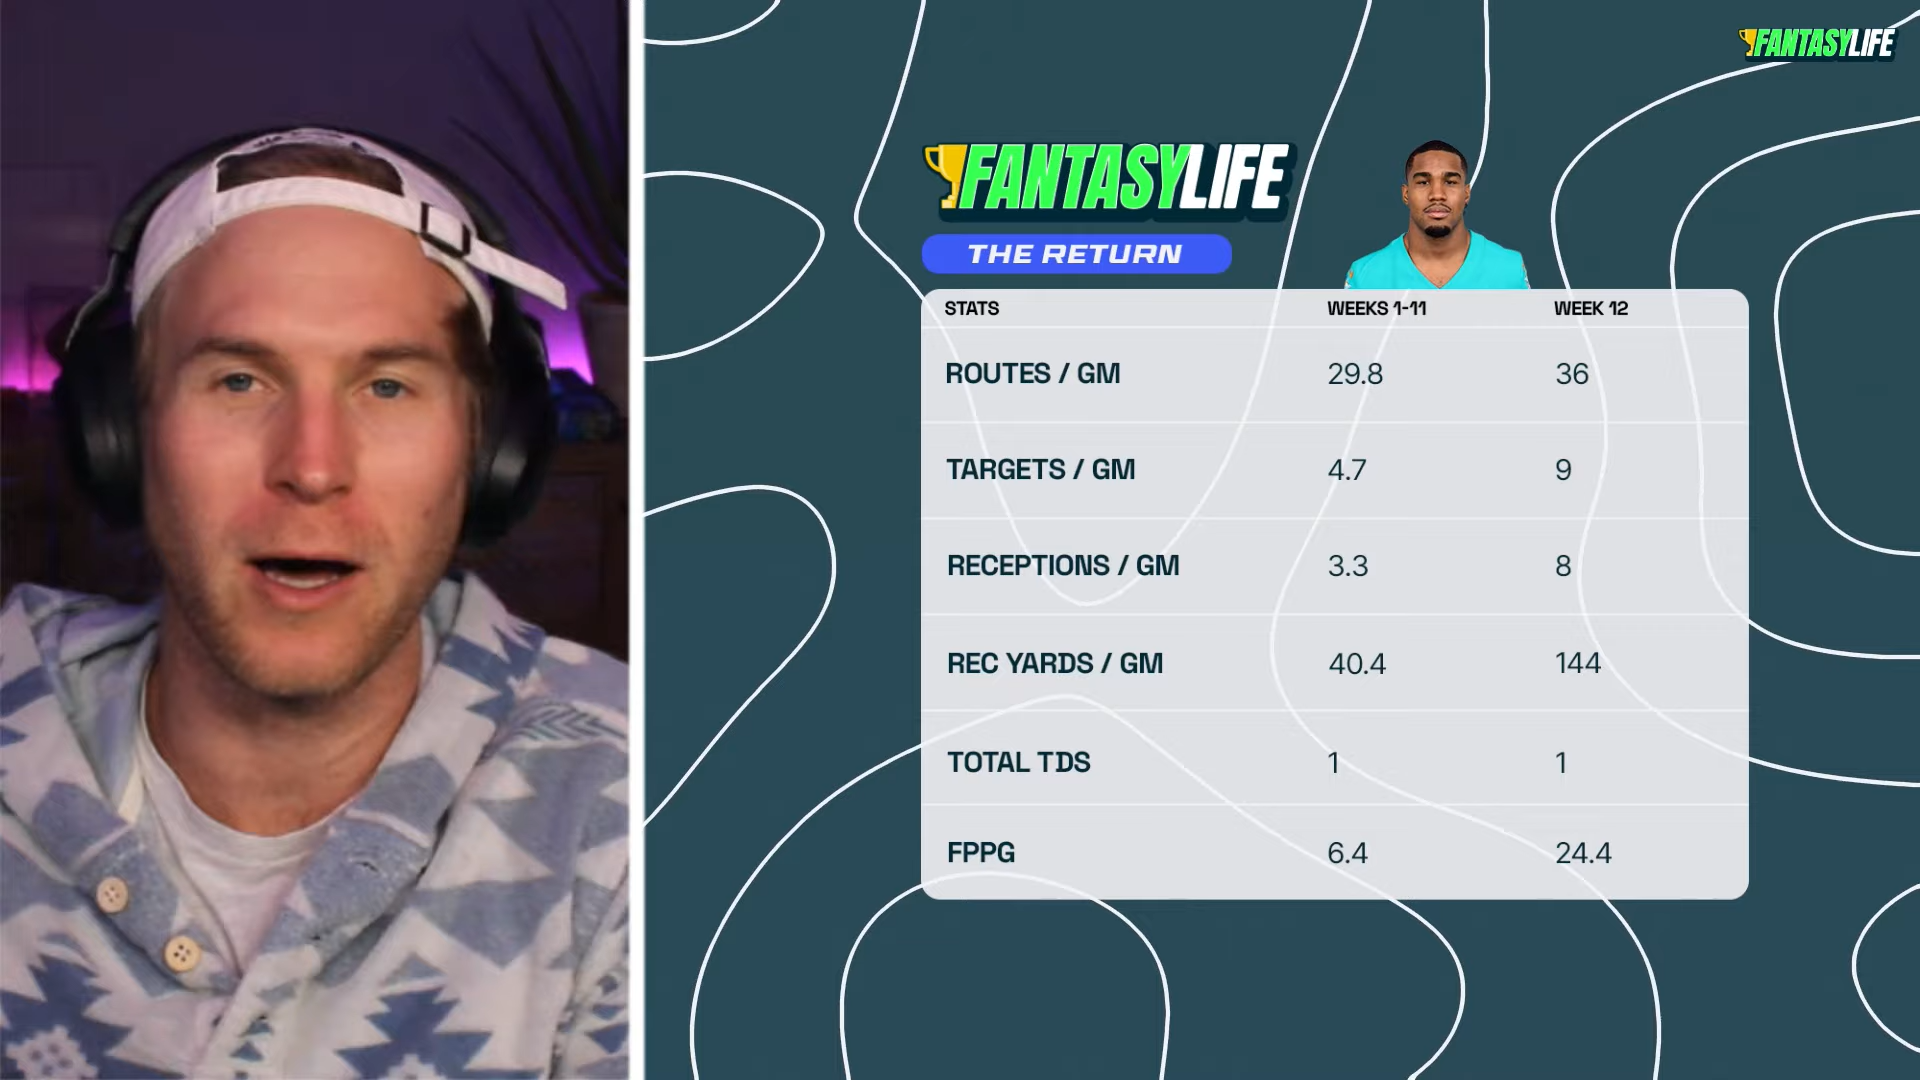 FANTASYLIFE
FANTASYLIFE
THE RETURN
STATS WEEKS 1-11 WEEK 12
ROUTES / GM 29.8 36
TARGETS / GM 4.7 9
RECEPTIONS / GM 3.3 8
REC YARDS / GM 40.4 144
TOTAL TDS 1 1
FPPG 6.4 24.4